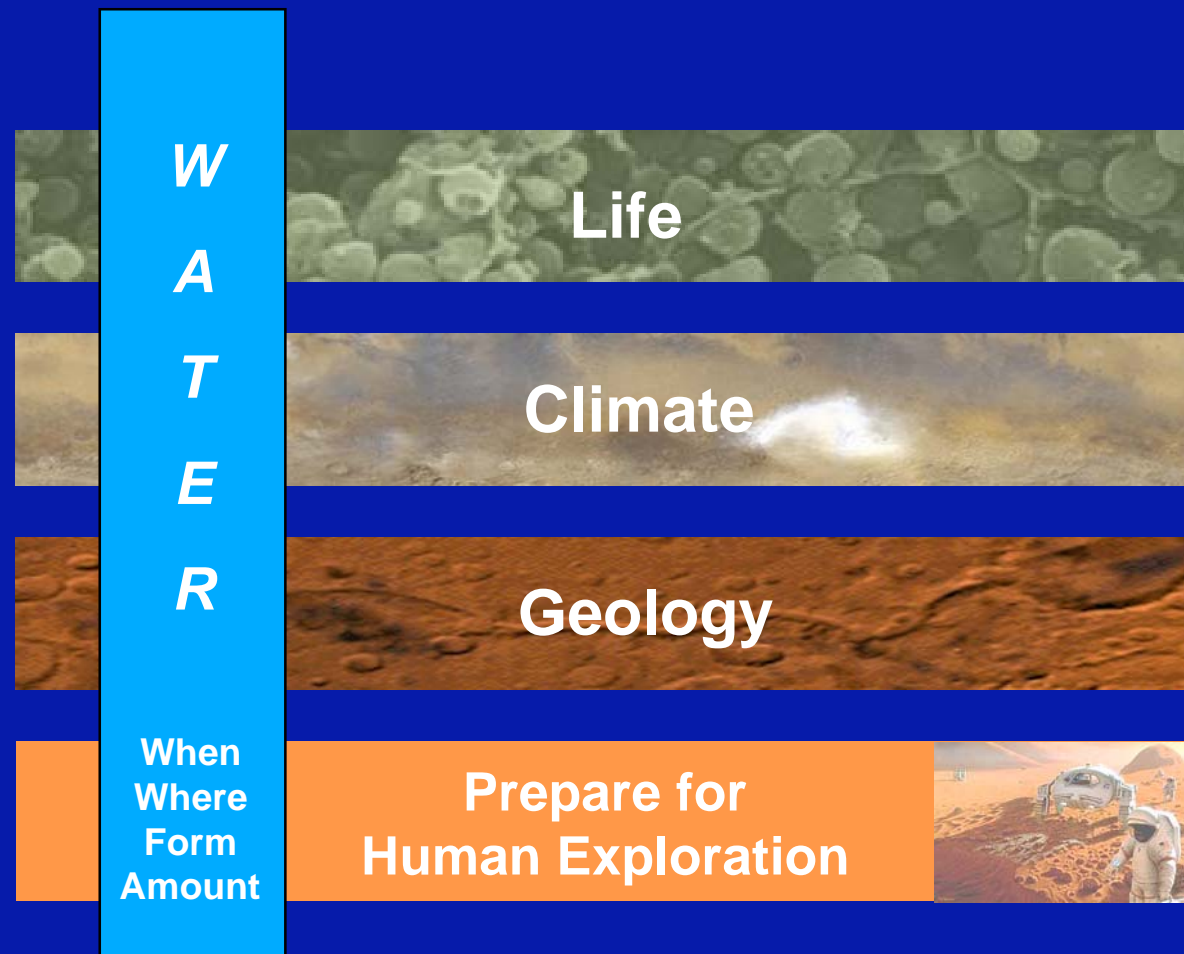 W
A
T
E
R
When
Where
Form
Amount
Life
Climate
Geology
Prepare for
Human Exploration